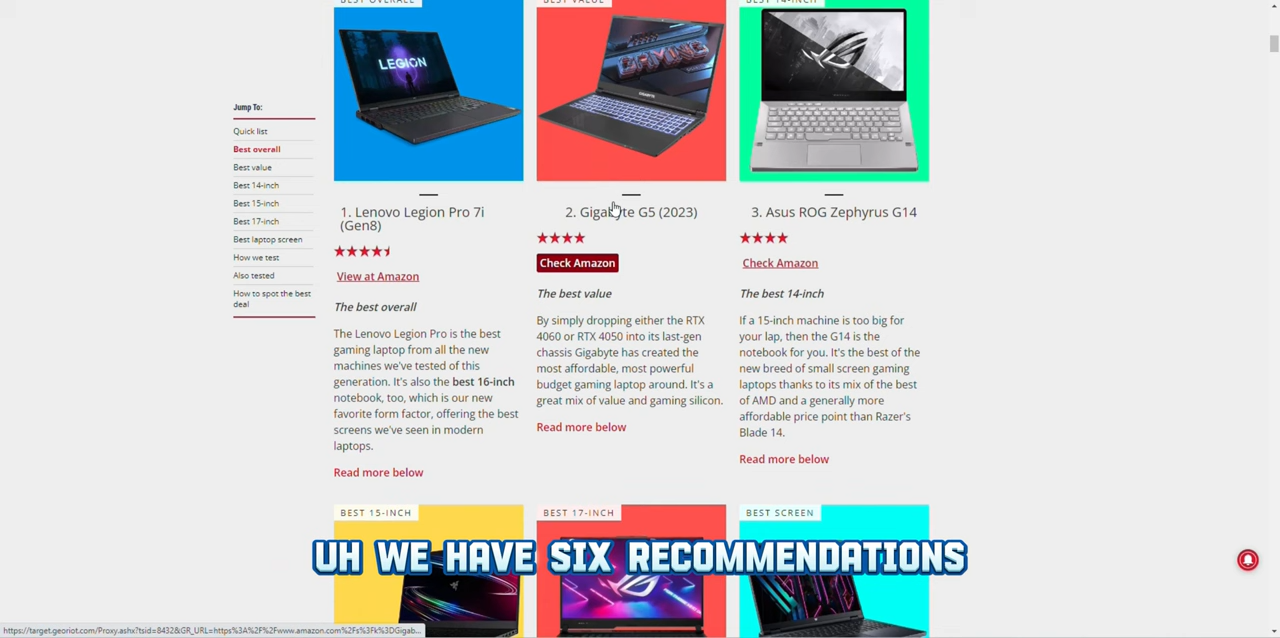 BEST OVERALL
BEST VALUE
BEST 14-INCH
LEGION
GAMING
GIGABYTE
Jump To:
Quick list
Best overall
Best value
Best 14-inch
Best 15-inch
Best 17-inch
Best laptop screen
How we test
Also tested
How to spot the best
deal
1. Lenovo Legion Pro 7i
(Gen8)
View at Amazon
The best overall
The Lenovo Legion Pro is the best
gaming laptop from all the new
machines we've tested of this
generation. It's also the best 16-inch
notebook, too, which is our new
favorite form factor, offering the best
screens we've seen in modern
laptops.
Read more below
2. Gigabyte G5 (2023)
Check Amazon
The best value
By simply dropping either the RTX
4060 or RTX 4050 into its last-gen
chassis Gigabyte has created the
most affordable, most powerful
budget gaming laptop around. It's a
great mix of value and gaming silicon.
Read more below
3. Asus ROG Zephyrus G14
Check Amazon
The best 14-inch
If a 15-inch machine is too big for
your lap, then the G14 is the
notebook for you. It's the best of the
new breed of small screen gaming
laptops thanks to its mix of the best
of AMD and a generally more
affordable price point than Razer's
Blade 14.
Read more below
BEST 15-INCH
BEST 17-INCH
BEST SCREEN
UH WE HAVE SIX RECOMMENDATIONS
https://target.georiot.com/Proxy.ashx?tsid=8432&GR_URL=https%3A%2F%2Fwww.amazon.com%2Fs%3Fk%3DGigab...